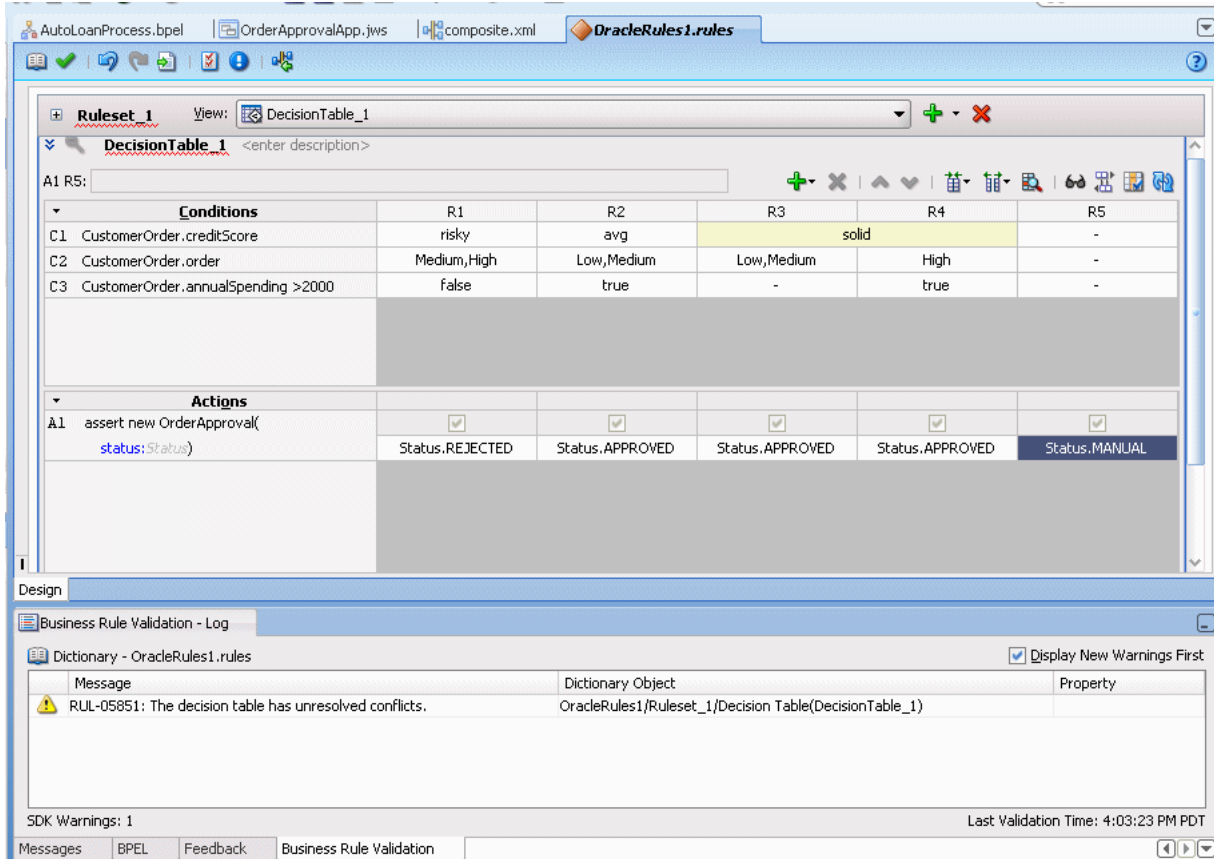 AutoLoanProcess.bpel OrderApprovalApp.jws composite.xml OracleRules1.rules
Ruleset_1 View: DecisionTable_1
DecisionTable_1 <enter description>
A1 R5:
Conditions R1 R2 R3 R4 R5
C1 CustomerOrder.creditScore risky avg solid -
C2 CustomerOrder.order Medium,High Low,Medium Low,Medium High -
C3 CustomerOrder.annualSpending >2000 false true - true -
Actions
A1 assert new OrderApproval(
status:Status) Status.REJECTED Status.APPROVED Status.APPROVED Status.APPROVED Status.MANUAL
Design
Business Rule Validation - Log
Dictionary - OracleRules1.rules Display New Warnings First
Message Dictionary Object Property
RUL-05851: The decision table has unresolved conflicts. OracleRules1/Ruleset_1/Decision Table(DecisionTable_1)
SDK Warnings: 1 Last Validation Time: 4:03:23 PM PDT
Messages BPEL Feedback Business Rule Validation